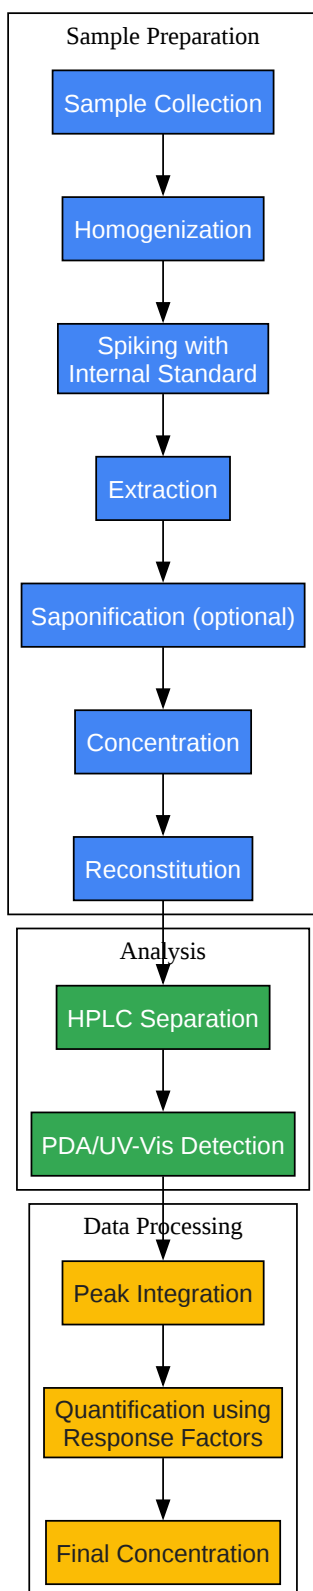 Sample Preparation
Sample Collection
Homogenization
Spiking with
Internal Standard
Extraction
Saponification (optional)
Concentration
Reconstitution
Analysis
HPLC Separation
PDA/UV-Vis Detection
Data Processing
Peak Integration
Quantification using
Response Factors
Final Concentration